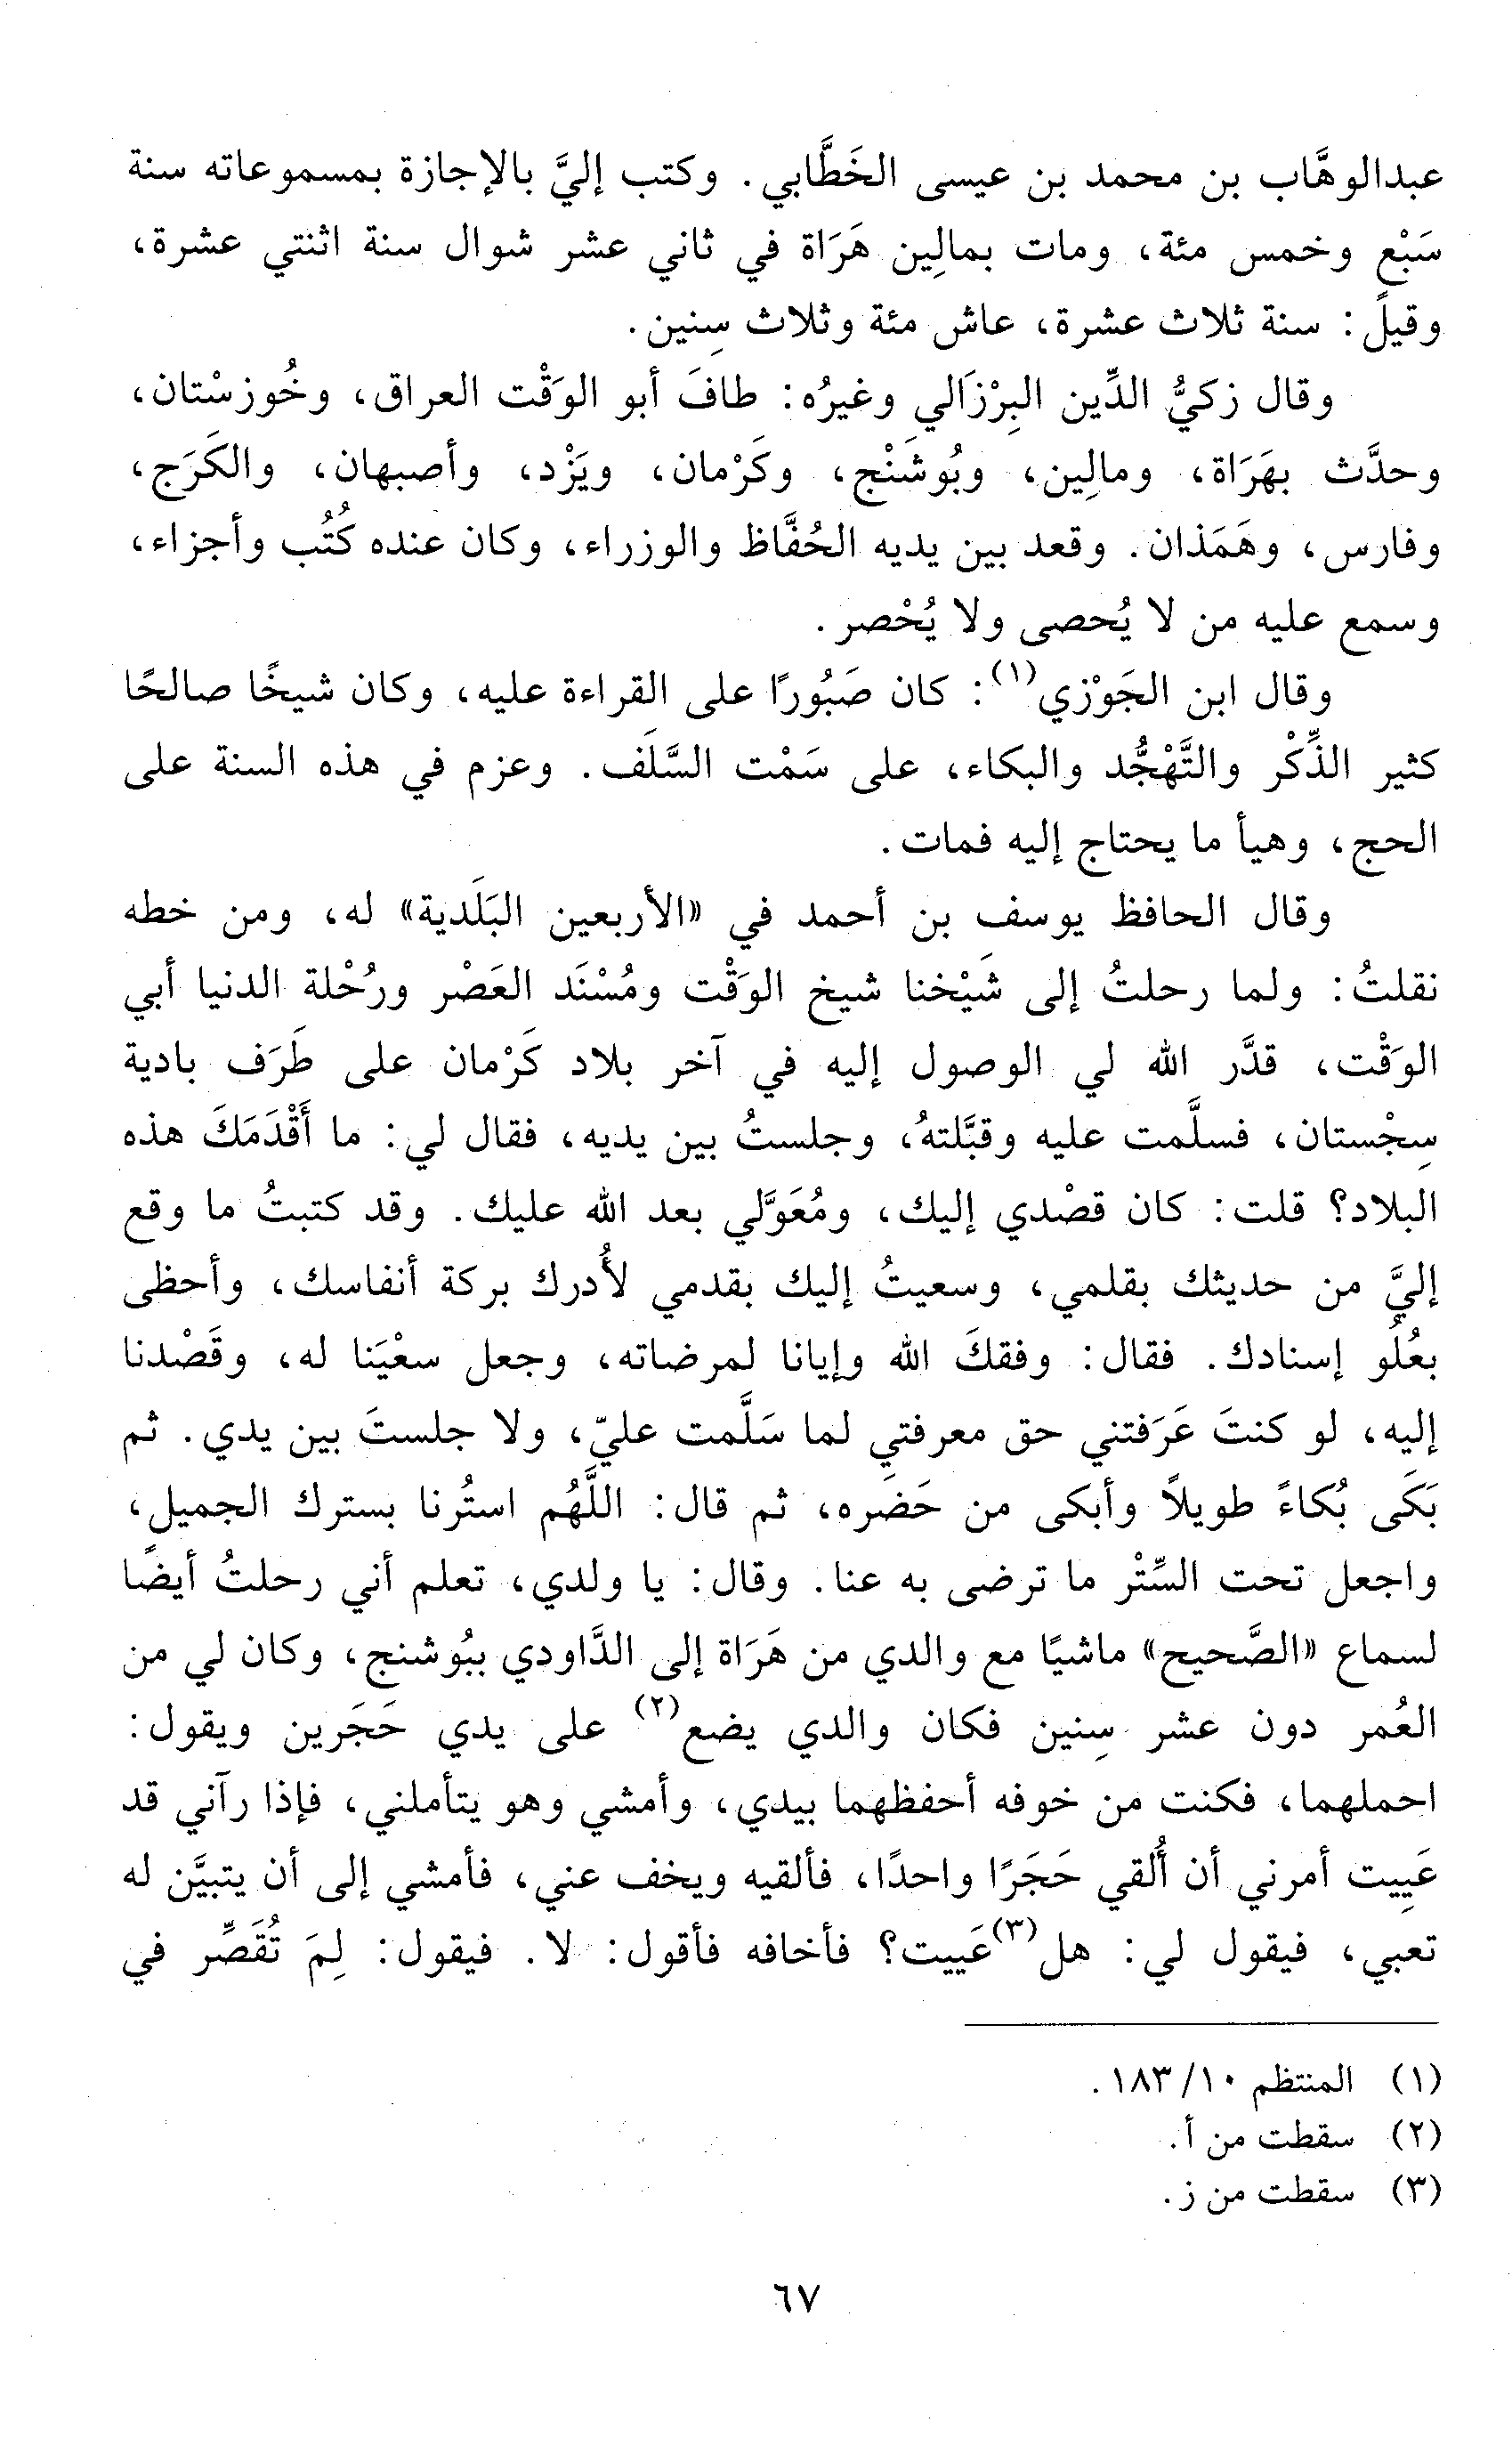 عبدالوهَّاب بن محمد بن عيسى الخَطَّابي. وكتب إليَّ بالإجازة بمسموعاته سنة
سَبْع وخمس مئة، ومات بمالِين هَرَاة في ثاني عشر شوال سنة اثنتي عشرة،
وقيل: سنة ثلاث عشرة، عاش مئة وثلاث سِنين.
وقال زكيُّ الدِّين البِرْزَالي وغيرُه: طافَ أبو الوَقْت العراق، وخُوزسْتان،
وحدَّث بهَرَاة، ومالِين، وبُوشَنْج، وكَرْمان، ويَزْد، وأصبهان، والكَرَج،
وفارس، وهَمَذان. وقعد بين يديه الحُفَّاظ والوزراء، وكان عنده كُتُب وأجزاء،
وسمع عليه من لا يُحصى ولا يُحْصر.
وقال ابن الجَوْزي(١): كان صَبُورًا على القراءة عليه، وكان شيخًا صالحًا
كثير الذِّكْر والتَّهْجُّد والبكاء، على سَمْت السَّلَف. وعزم في هذه السنة على
الحج، وهيأ ما يحتاج إليه فمات.
وقال الحافظ يوسف بن أحمد في «الأربعين البَلَدية» له، ومن خطه
نقلتُ: ولما رحلتُ إلى شَيْخنا شيخ الوَقْت ومُسْنَد العَصْر ورُحْلة الدنيا أبي
الوَقْت، قدَّر الله لي الوصول إليه في آخر بلاد كَرْمان على طَرَف بادية
سِجْستان، فسلَّمت عليه وقبَّلتهُ، وجلستُ بين يديه، فقال لي: ما أَقْدَمَكَ هذه
البلاد؟ قلت: كان قصْدي إليك، ومُعَوَّلي بعد الله عليك. وقد كتبتُ ما وقع
إليَّ من حديثك بقلمي، وسعيتُ إليك بقدمي لأُدرك بركة أنفاسك، وأحظى
بعُلُو إسنادك. فقال: وفقكَ الله وإيانا لمرضاته، وجعل سعْيَنا له، وقَصْدنا
إليه، لو كنتَ عَرَفتني حق معرفتي لما سَلَّمت عليّ، ولا جلستَ بين يدي. ثم
بَكَى بُكاءً طويلاً وأبكى من حَضَره، ثم قال: اللَّهُم استُرنا بسترك الجميل،
واجعل تحت السِّتْر ما ترضى به عنا. وقال: يا ولدي، تعلم أني رحلتُ أيضًا
لسماع «الصَّحيح» ماشيًا مع والدي من هَرَاة إلى الدَّاودي ببُوشنج، وكان لي من
العُمر دون عشر سِنين فكان والدي يضع(٢) على يدي حَجَرين ويقول:
احملهما، فكنت من خوفه أحفظهما بيدي، وأمشي وهو يتأملني، فإذا رآني قد
عَيِيت أمرني أن أُلقي حَجَرًا واحدًا، فألقيه ويخف عني، فأمشي إلى أن يتبيَّن له
تعبي، فيقول لي: هل(٣) عَييت؟ فأخافه فأقول: لا. فيقول: لِمَ تُقَصِّر في
(١) المنتظم ١٠/ ١٨٣.
(٢) سقطت من أ.
(٣) سقطت من ز.
٦٧